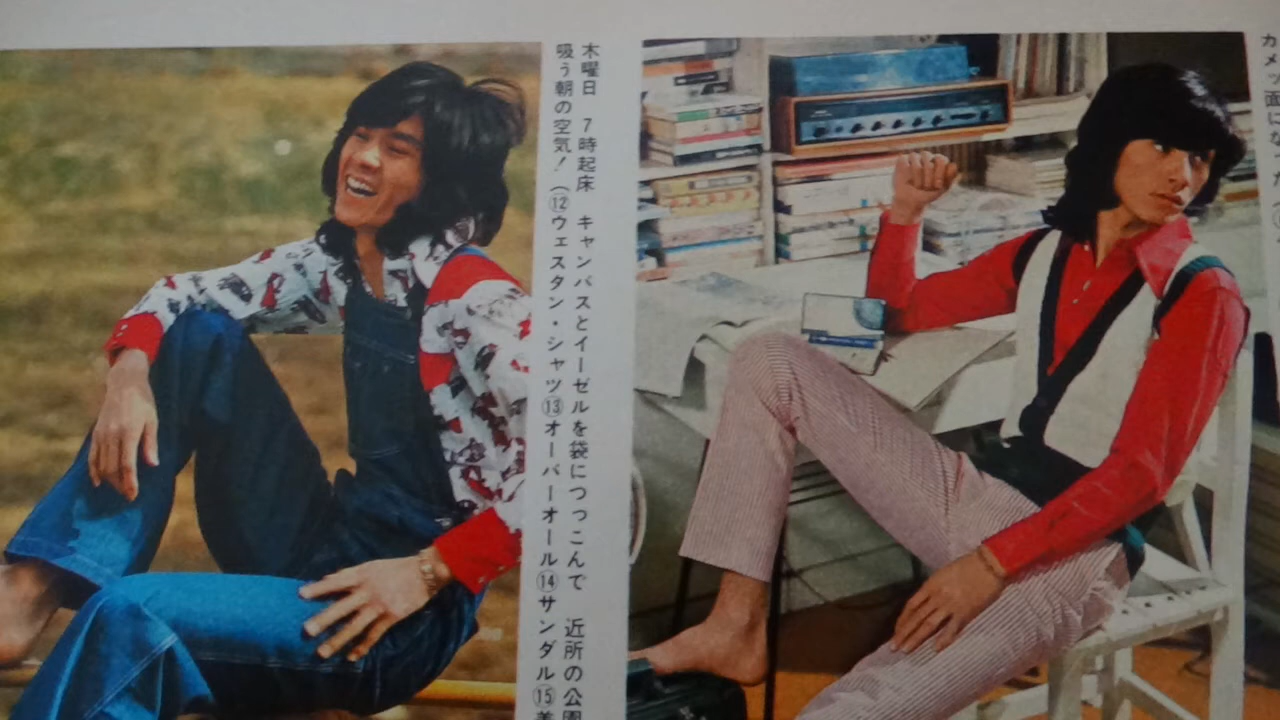 木曜日 7時起床 キャンバスとイーゼルを袋につっこんで 近所の公園
吸う朝の空気!(⑫ウェスタン・シャツ⑬オーバーオール⑭サンダル⑮美